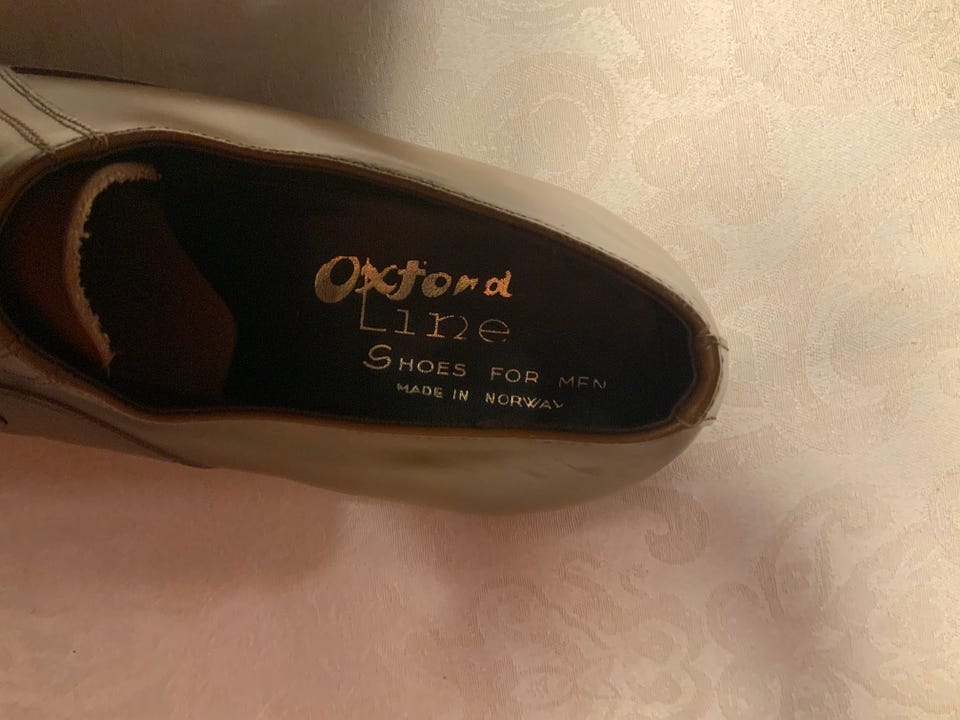 Oxford
Line
SHOES FOR MEN
MADE IN NORWAY